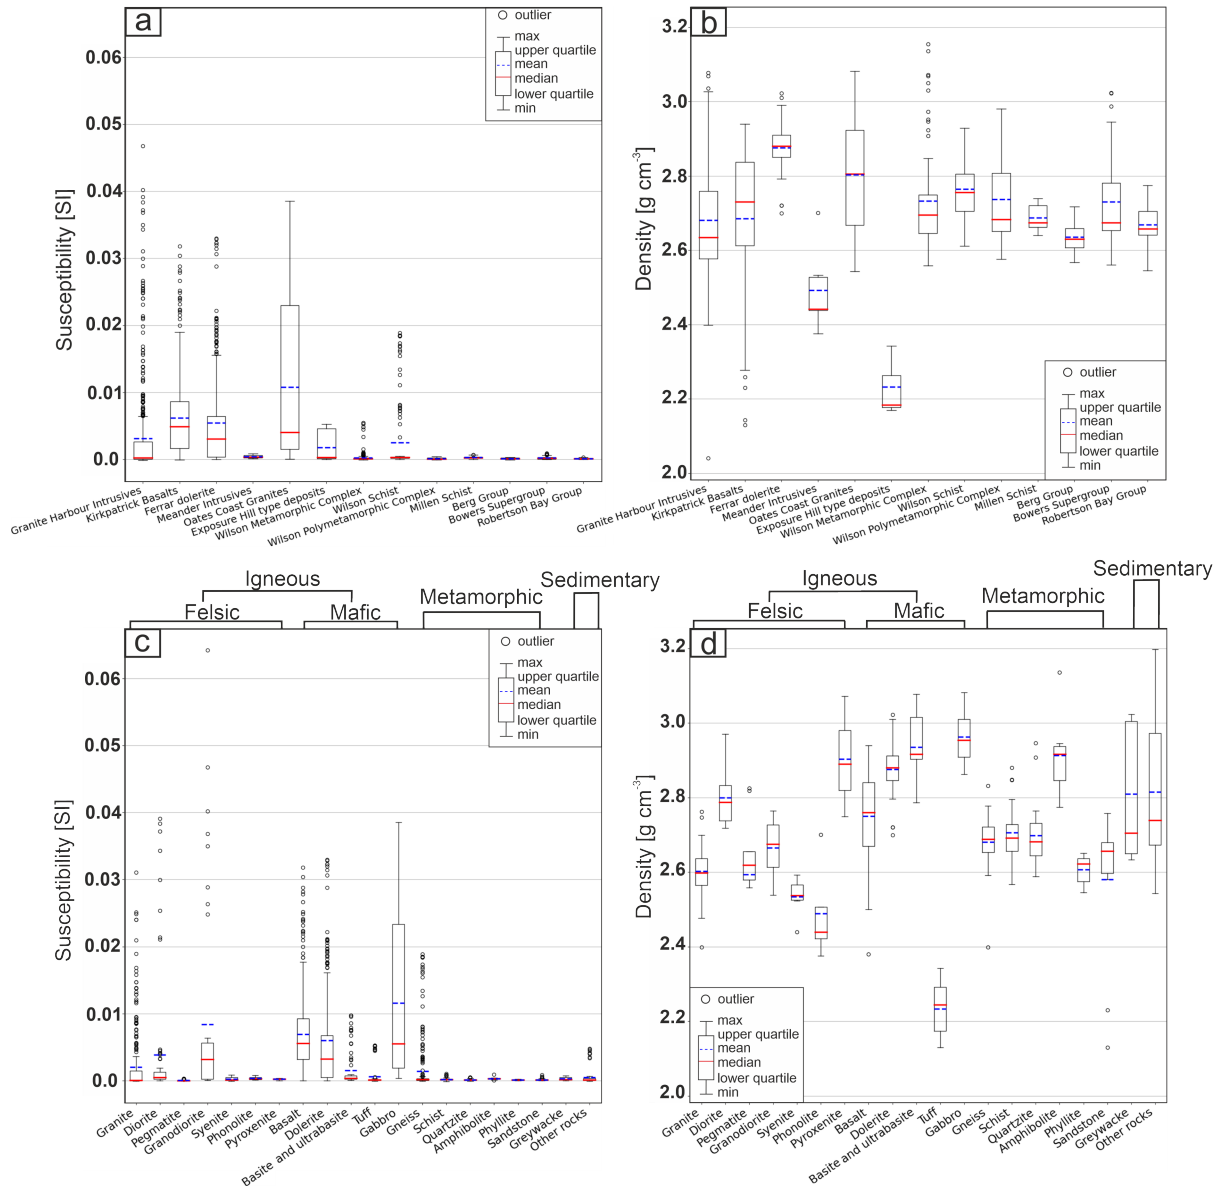 a
outlier
max
upper quartile
mean
median
lower quartile
min
0.06
0.05
0.04
0.03
0.02
0.01
0.0
Susceptibility [SI]
Granite Harbour Intrusives
Kirkpatrick Basalts
Ferrar dolerite
Meander Intrusives
Oates Coast Granites
Exposure Hill type deposits
Wilson Metamorphic Complex
Wilson Schist
Wilson Polymetamorphic Complex
Millen Schist
Berg Group
Bowers Supergroup
Robertson Bay Group
b
3.2
3.0
2.8
2.6
2.4
2.2
2.0
Density [g cm-3]
outlier
max
upper quartile
mean
median
lower quartile
min
Granite Harbour Intrusives
Kirkpatrick Basalts
Ferrar dolerite
Meander Intrusives
Oates Coast Granites
Exposure Hill type deposits
Wilson Metamorphic Complex
Wilson Schist
Wilson Polymetamorphic Complex
Millen Schist
Berg Group
Bowers Supergroup
Robertson Bay Group
Igneous
Felsic
Mafic
Metamorphic
Sedimentary
c
outlier
max
upper quartile
mean
median
lower quartile
min
0.06
0.05
0.04
0.03
0.02
0.01
0.0
Susceptibility [SI]
Granite
Diorite
Pegmatite
Granodiorite
Syenite
Phonolite
Pyroxenite
Basalt
Dolerite
Basite and ultrabasite
Tuff
Gabbro
Gneiss
Schist
Quartzite
Amphibolite
Phyllite
Sandstone
Greywacke
Other rocks
Igneous
Felsic
Mafic
Metamorphic
Sedimentary
d
3.2
3.0
2.8
2.6
2.4
2.2
2.0
Density [g cm-3]
outlier
max
upper quartile
mean
median
lower quartile
min
Granite
Diorite
Pegmatite
Granodiorite
Syenite
Phonolite
Pyroxenite
Basalt
Dolerite
Basite and ultrabasite
Tuff
Gabbro
Gneiss
Schist
Quartzite
Amphibolite
Phyllite
Sandstone
Greywacke
Other rocks